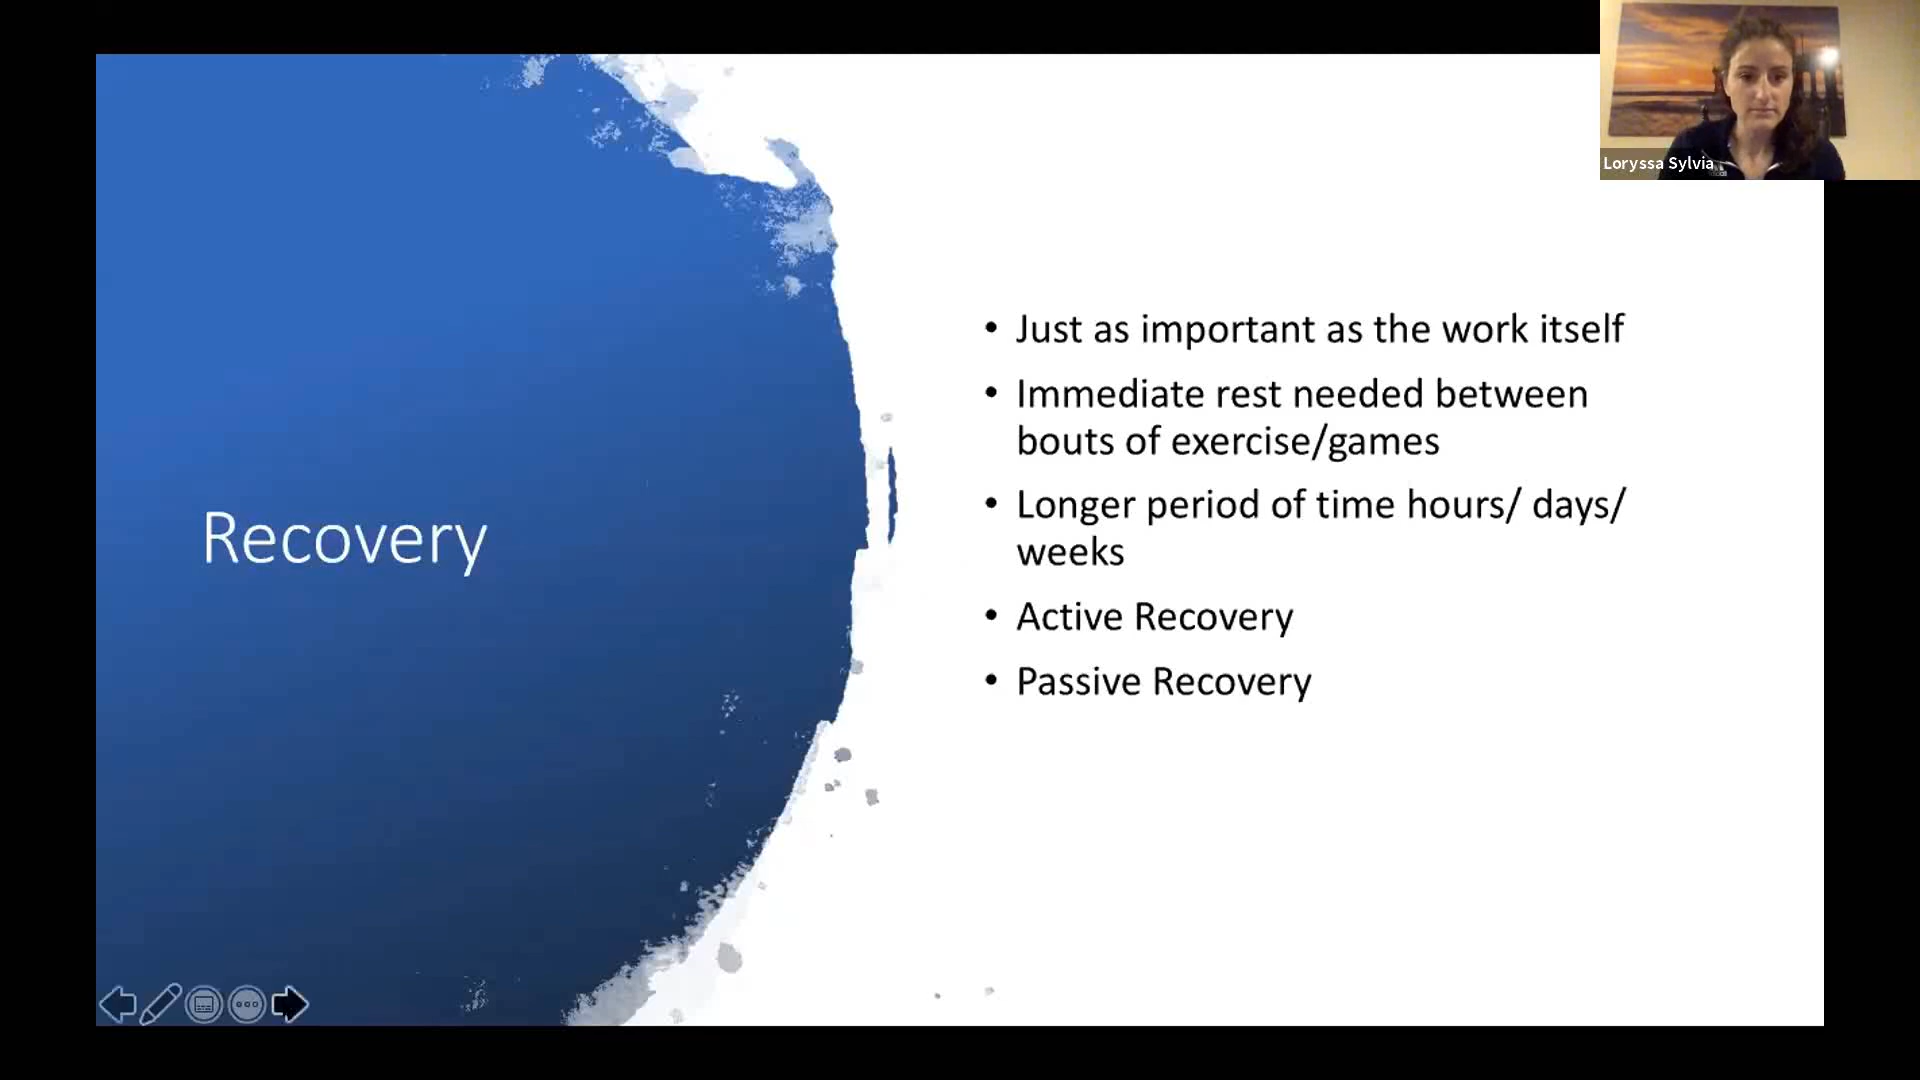 Loryssa Sylvia
Recovery
• Just as important as the work itself
• Immediate rest needed between
bouts of exercise/games
• Longer period of time hours/ days/
weeks
• Active Recovery
• Passive Recovery